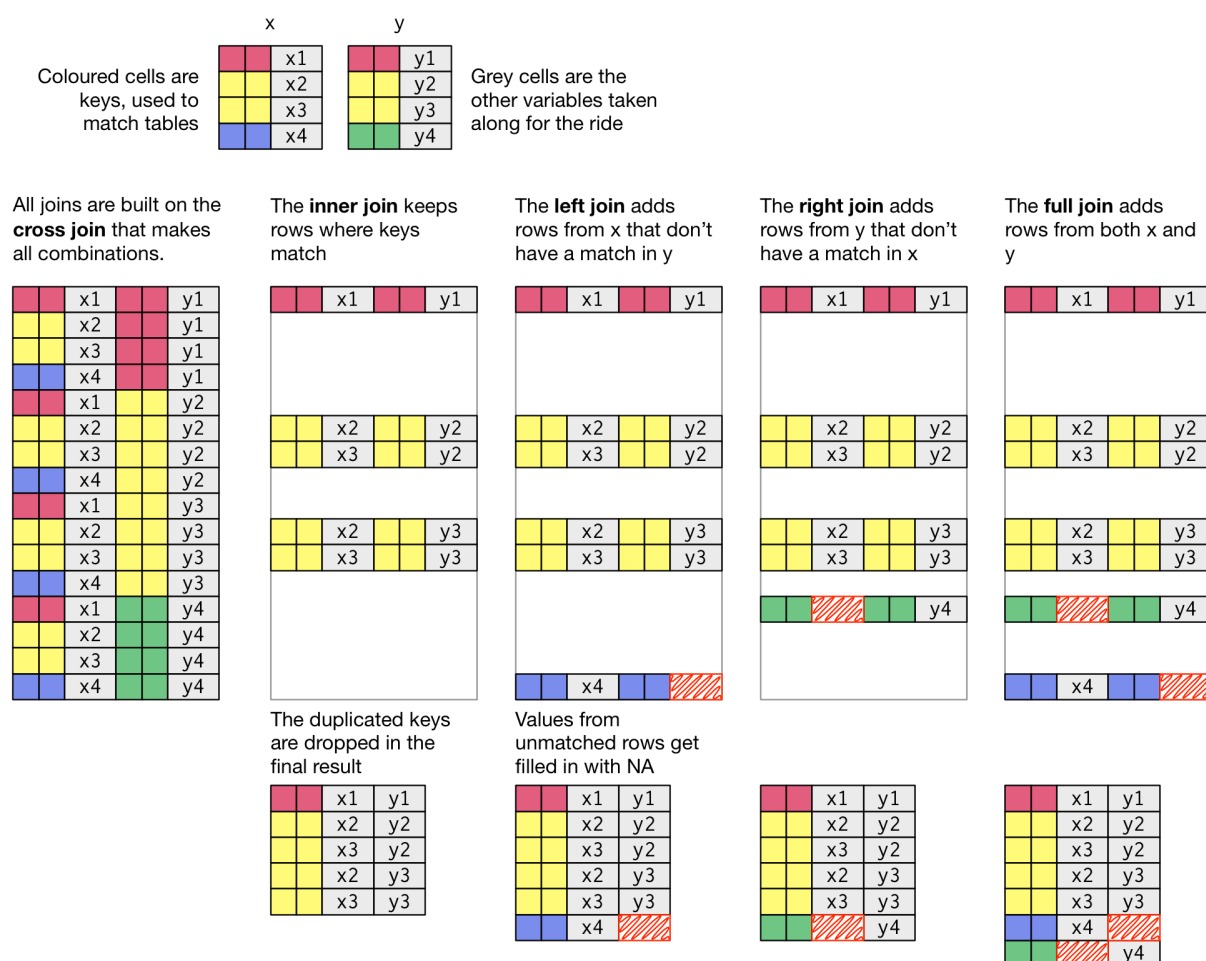 x y
Coloured cells are
keys, used to
match tables
x1 y1
x2 y2
x3 y3
x4 y4
Grey cells are the
other variables taken
along for the ride
All joins are built on the
cross join that makes
all combinations.
x1 y1
x2 y1
x3 y1
x4 y1
x1 y2
x2 y2
x3 y2
x4 y2
x1 y3
x2 y3
x3 y3
x4 y3
x1 y4
x2 y4
x3 y4
x4 y4
The inner join keeps
rows where keys
match
x1 y1
x2 y2
x3 y2
x2 y3
x3 y3
The duplicated keys
are dropped in the
final result
x1 y1
x2 y2
x3 y2
x2 y3
x3 y3
The left join adds
rows from x that don't
have a match in y
x1 y1
x2 y2
x3 y2
x2 y3
x3 y3
x4
Values from
unmatched rows get
filled in with NA
x1 y1
x2 y2
x3 y2
x2 y3
x3 y3
x4
The right join adds
rows from y that don't
have a match in x
x1 y1
x2 y2
x3 y2
x2 y3
x3 y3
y4
x1 y1
x2 y2
x3 y2
x2 y3
x3 y3
y4
The full join adds
rows from both x and
y
x1 y1
x2 y2
x3 y2
x2 y3
x3 y3
y4
x4
x1 y1
x2 y2
x3 y2
x2 y3
x3 y3
x4
y4